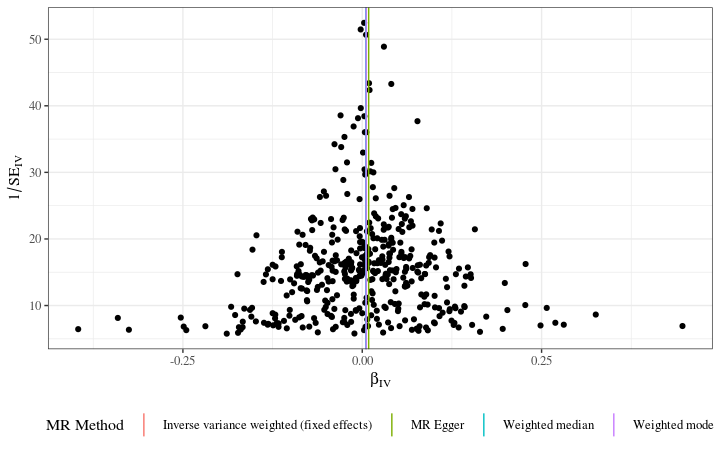 50
40
30
20
10
1/SE_IV
-0.25
0.00
0.25
β_IV
MR Method
Inverse variance weighted (fixed effects)
MR Egger
Weighted median
Weighted mode